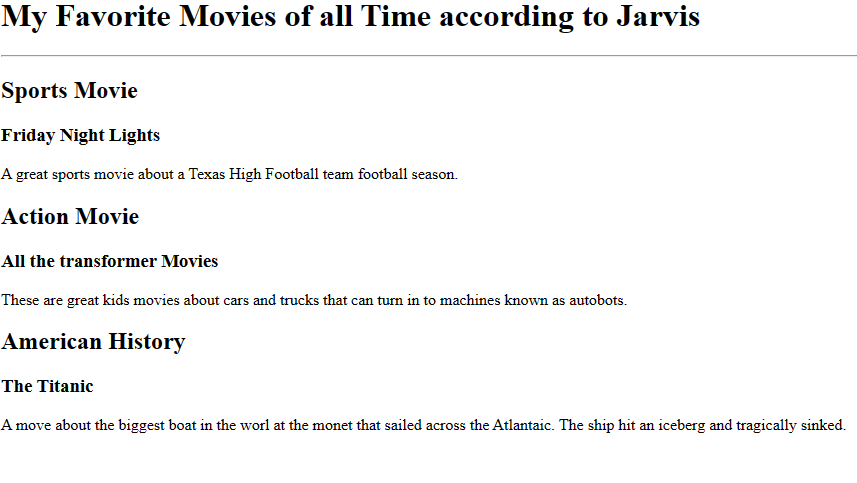 My Favorite Movies of all Time according to Jarvis
Sports Movie
Friday Night Lights
A great sports movie about a Texas High Football team football season.
Action Movie
All the transformer Movies
These are great kids movies about cars and trucks that can turn in to machines known as autobots.
American History
The Titanic
A move about the biggest boat in the worl at the monet that sailed across the Atlantaic. The ship hit an iceberg and tragically sinked.